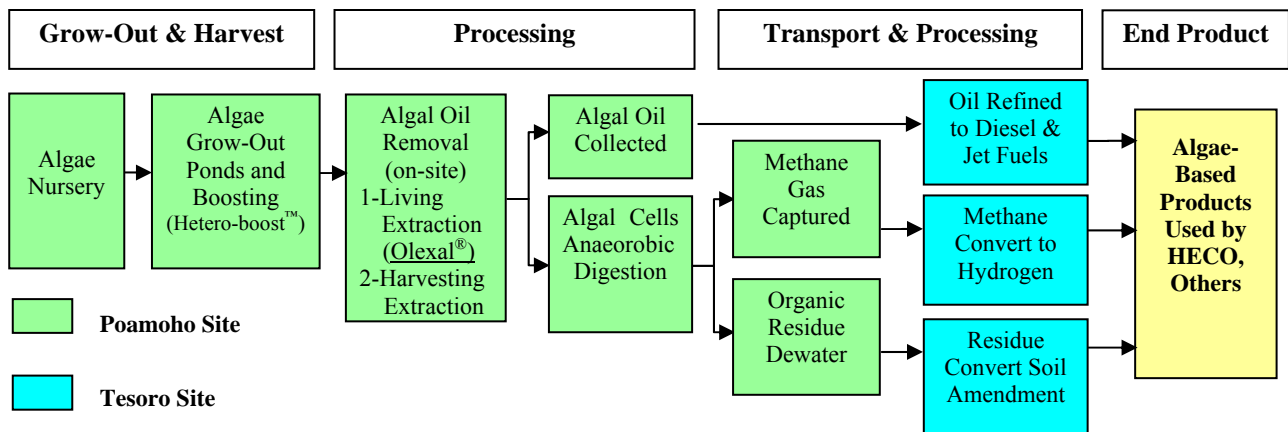 Grow-Out & Harvest
Processing
Transport & Processing
End Product
Algae
Nursery
Algae
Grow-Out
Ponds and
Boosting
(Hetero-boost™)
Algal Oil
Removal
(on-site)
1-Living
Extraction
(Olexal®)
2-Harvesting
Extraction
Algal Oil
Collected
Algal Cells
Anaeorobic
Digestion
Methane
Gas
Captured
Organic
Residue
Dewater
Oil Refined
to Diesel &
Jet Fuels
Methane
Convert to
Hydrogen
Residue
Convert Soil
Amendment
Algae-
Based
Products
Used by
HECO,
Others
Poamoho Site
Tesoro Site